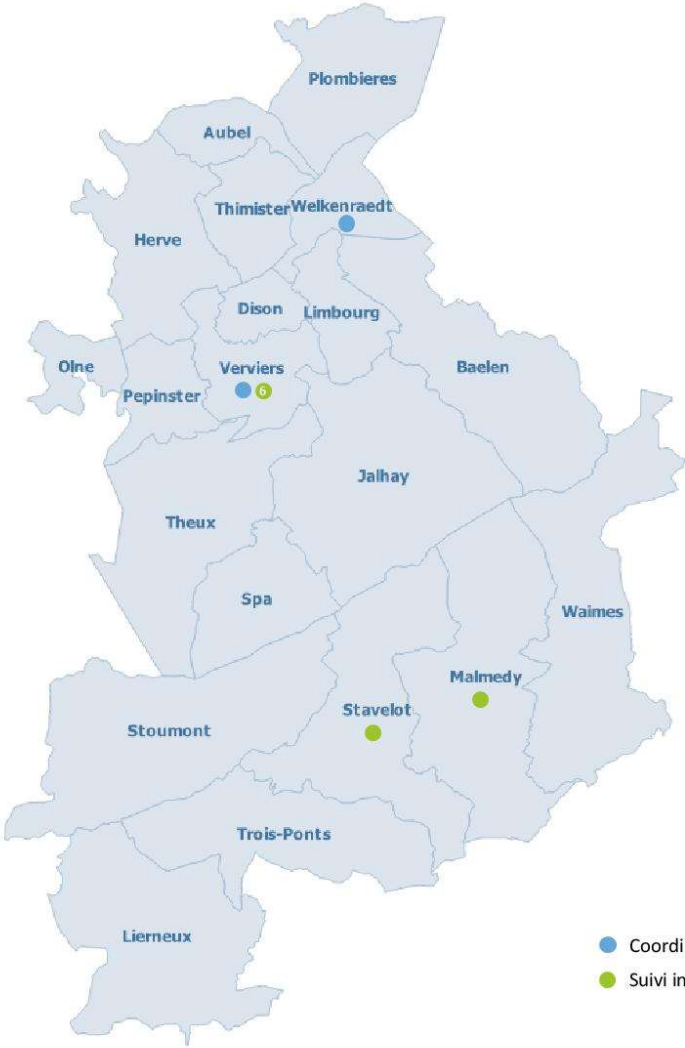 Plombieres
Aubel
Thimister
Welkenraedt
Herve
Dison
Limbourg
Olne
Verviers
Baelen
Pepinster
6
Jalhay
Theux
Spa
Waimes
Malmedy
Stavelot
Stoumont
Trois-Ponts
Lierneux
Coordi
Suivi in